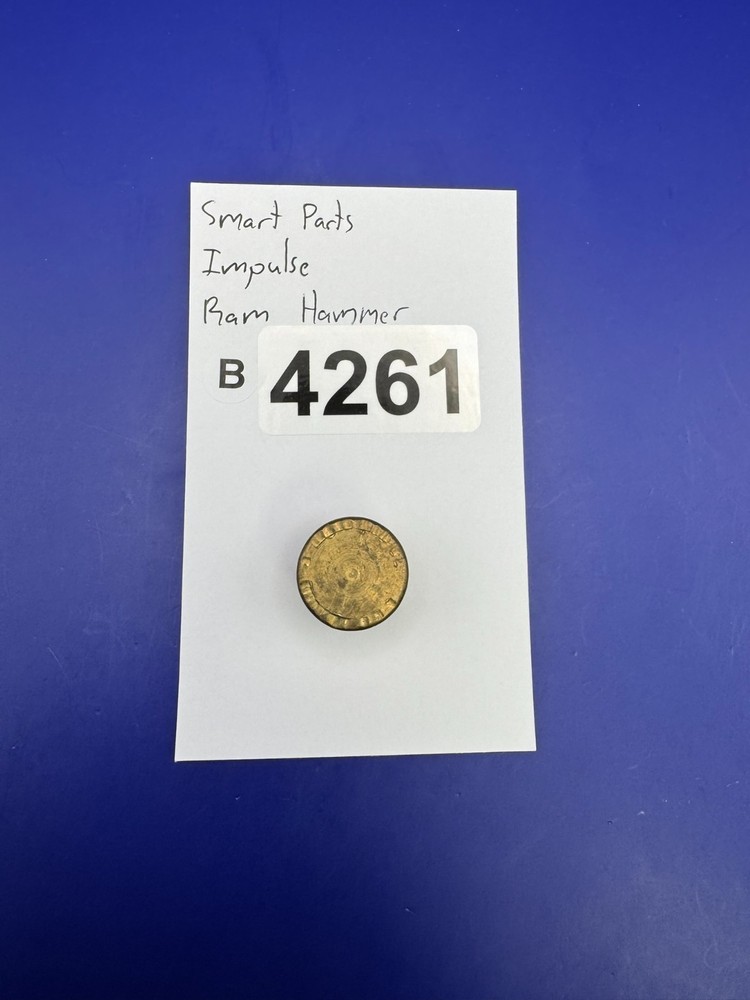 Smart Parts
Impulse
Ram Hammer
B 4261